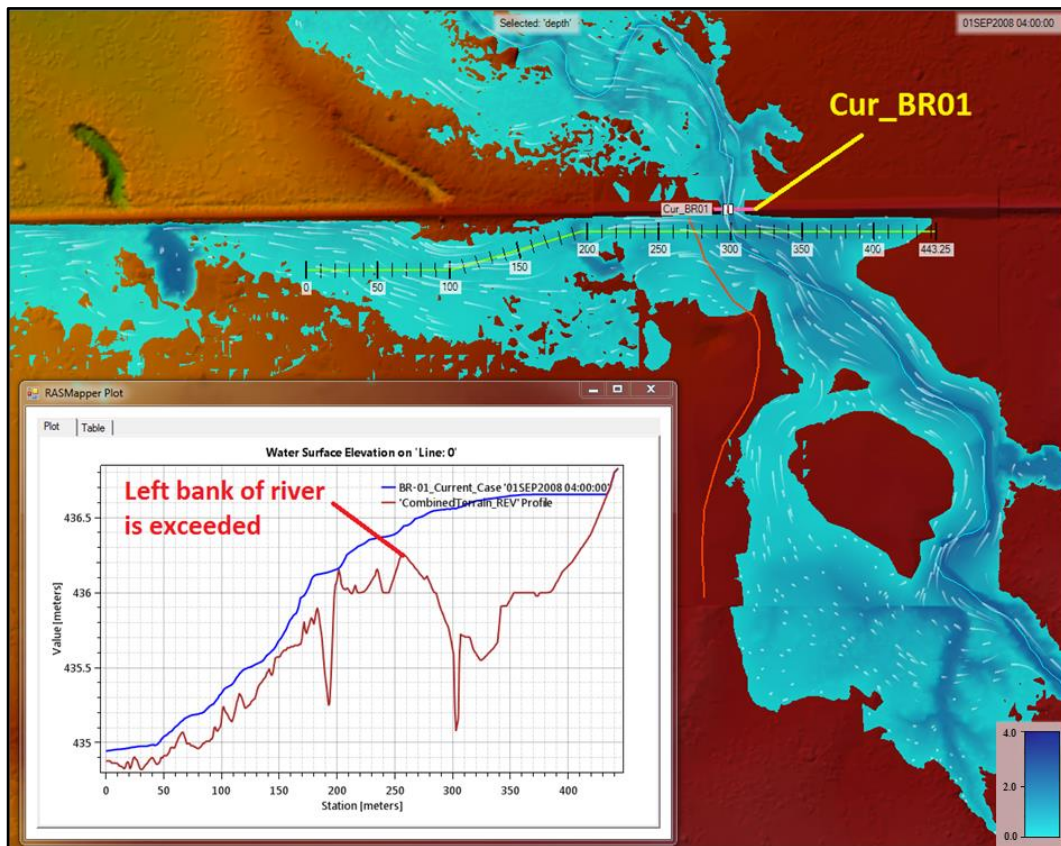 Selected: 'depth'
01SEP2008 04:00:00
Cur_BR01
Cur_BR01
0
50
100
150
200
250
300
350
400
443.25
RASMapper Plot
Plot
Table
Water Surface Elevation on 'Line: 0'
Left bank of river
is exceeded
BR-01_Current_Case '01SEP2008 04:00:00'
'CombinedTerrain_REV' Profile
Value [meters]
436.5
436
435.5
435
0 50 100 150 200 250 300 350 400
Station [meters]
4.0
2.0
0.0